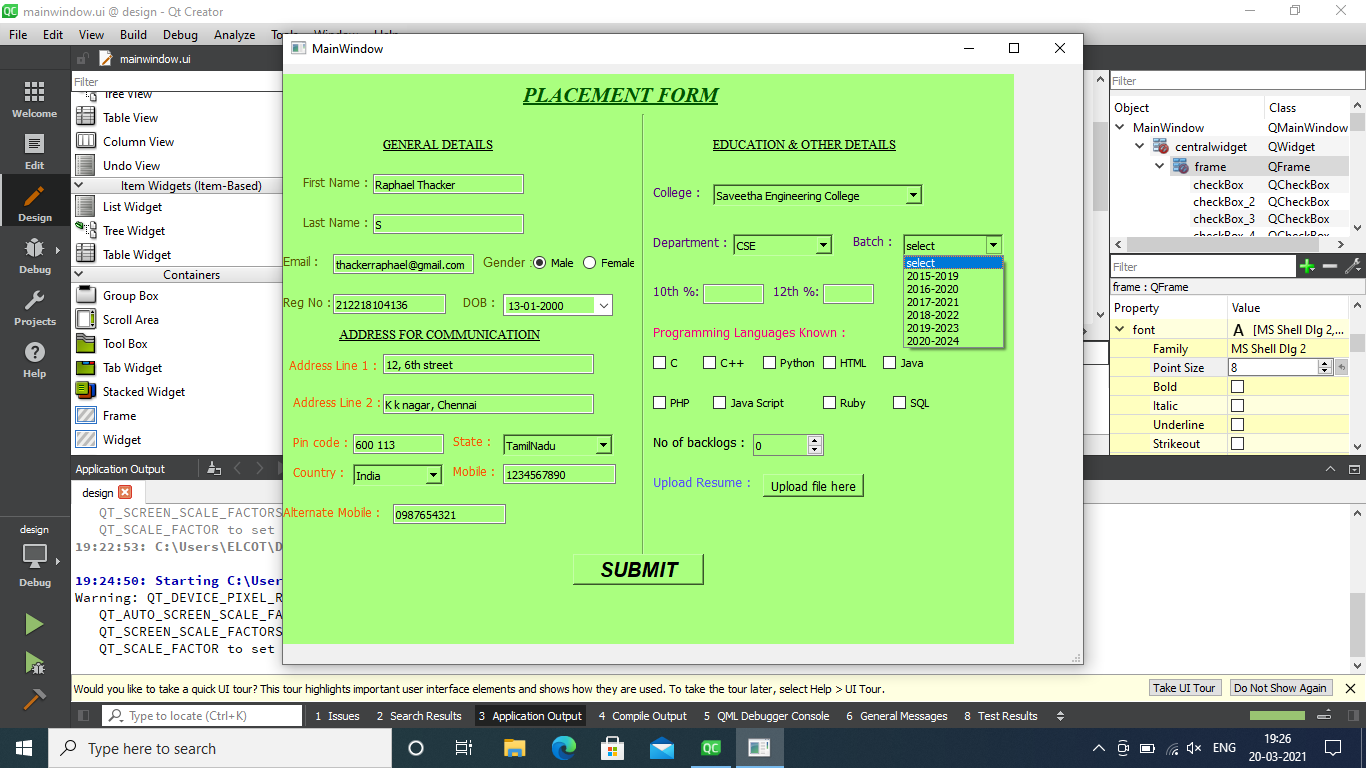 mainwindow.ui @ design - Qt Creator
File Edit View Build Debug Analyze
MainWindow
mainwindow.ui
Filter
Tree View
Table View
Column View
Undo View
Item Widgets (Item-Based)
List Widget
Tree Widget
Table Widget
Containers
Group Box
Scroll Area
Tool Box
Tab Widget
Stacked Widget
Frame
Widget
Welcome
Edit
Design
Debug
Projects
Help
design
Debug
PLACEMENT FORM
GENERAL DETAILS
First Name : Raphael Thacker
Last Name : S
Email : thackerraphael@gmail.com Gender : Male Female
Reg No : 212218104136 DOB : 13-01-2000
ADDRESS FOR COMMUNICATIOIN
Address Line 1 : 12, 6th street
Address Line 2 : K k nagar, Chennai
Pin code : 600 113 State : TamilNadu
Country : India Mobile : 1234567890
Alternate Mobile : 0987654321
EDUCATION & OTHER DETAILS
College : Saveetha Engineering College
Department : CSE Batch : select
select
2015-2019
2016-2020
2017-2021
2018-2022
2019-2023
2020-2024
10th %: 12th %:
Programming Languages Known :
C C++ Python HTML Java
PHP Java Script Ruby SQL
No of backlogs : 0
Upload Resume : Upload file here
SUBMIT
Filter
Object Class
MainWindow QMainWindow
centralwidget QWidget
frame QFrame
checkBox QCheckBox
checkBox_2 QCheckBox
checkBox_3 QCheckBox
checkBox_4 QCheckBox
Filter
frame : QFrame
Property Value
font A [MS Shell Dlg 2,...
Family MS Shell Dlg 2
Point Size 8
Bold
Italic
Underline
Strikeout
Application Output
design
QT_SCREEN_SCALE_FACTORS
QT_SCALE_FACTOR to set
19:22:53: C:\Users\ELCOT\D
19:24:50: Starting C:\User
Warning: QT_DEVICE_PIXEL_R
QT_AUTO_SCREEN_SCALE_FA
QT_SCREEN_SCALE_FACTORS
QT_SCALE_FACTOR to set
Would you like to take a quick UI tour? This tour highlights important user interface elements and shows how they are used. To take the tour later, select Help > UI Tour. Take UI Tour Do Not Show Again
Type to locate (Ctrl+K) 1 Issues 2 Search Results 3 Application Output 4 Compile Output 5 QML Debugger Console 6 General Messages 8 Test Results
Type here to search
QC
ENG
19:26
20-03-2021